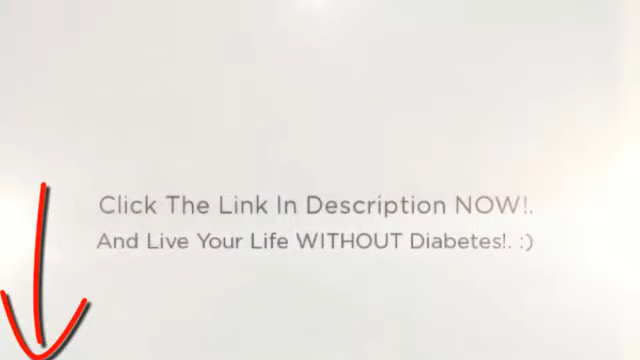 Click The Link In Description NOW!.
And Live Your Life WITHOUT Diabetes!. :)